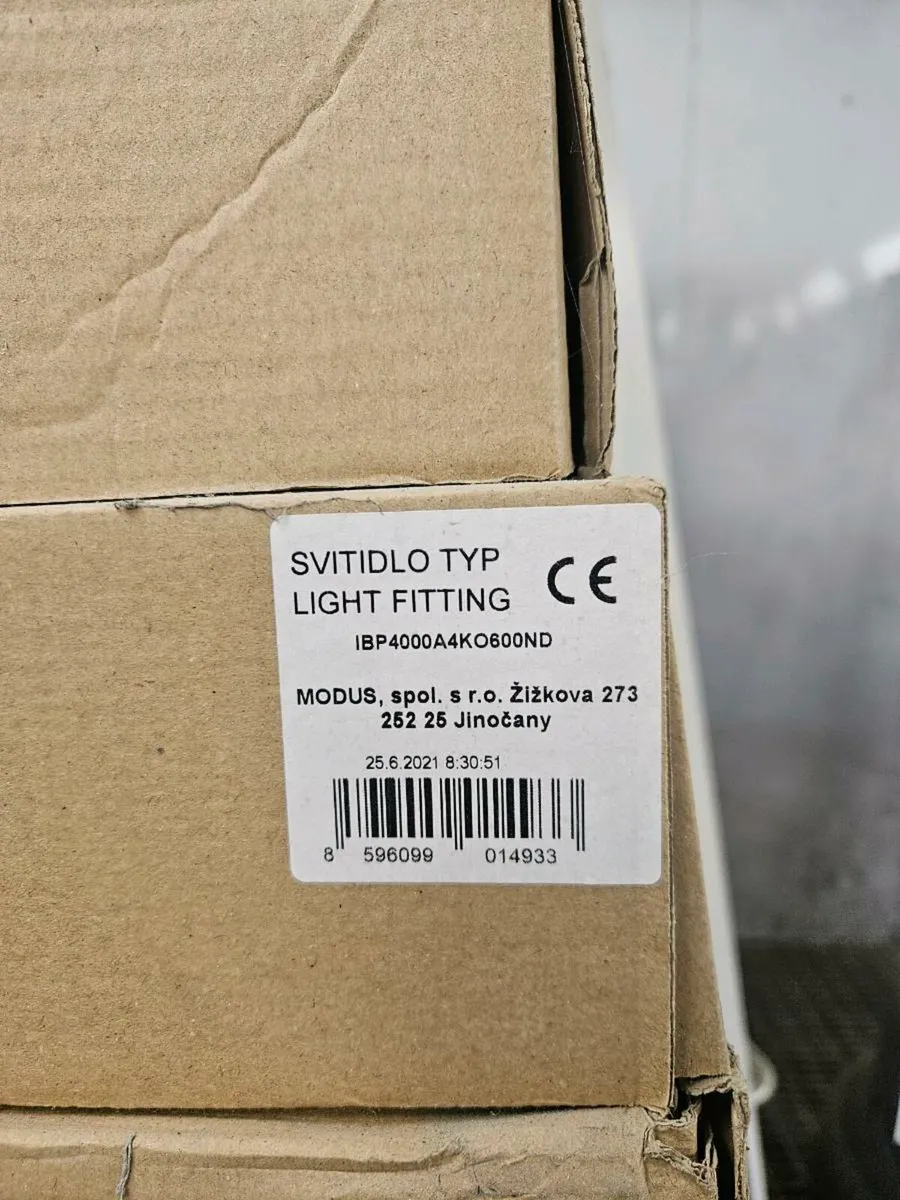 SVITIDLO TYP
LIGHT FITTING
CE
IBP4000A4KO600ND
MODUS, spol. s r.o. Žižkova 273
252 25 Jinočany
25.6.2021 8:30:51
8 596099 014933